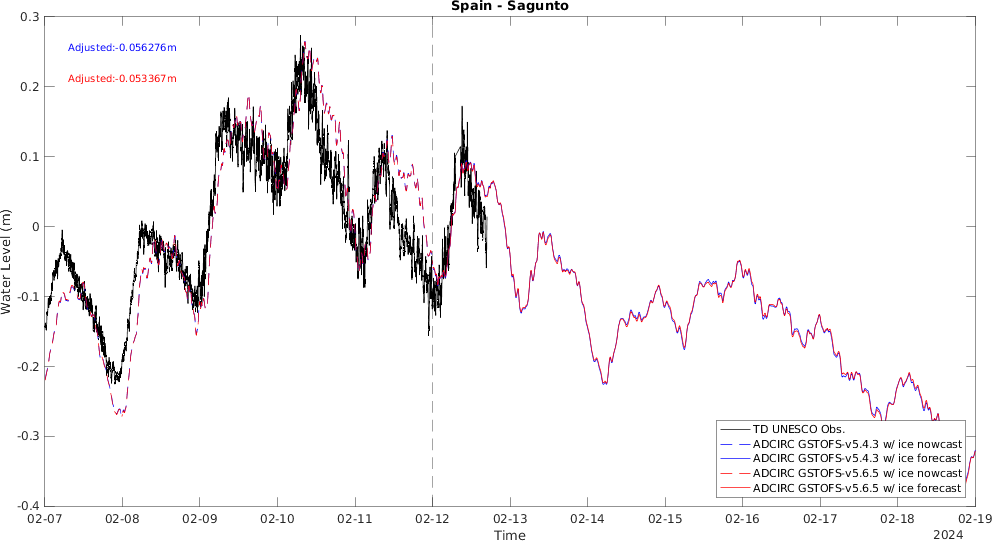 Spain - Sagunto
Adjusted:-0.056276m
Adjusted:-0.053367m
0.3
0.2
0.1
0
-0.1
-0.2
-0.3
-0.4
Water Level (m)
TD UNESCO Obs.
ADCIRC GSTOFS-v5.4.3 w/ ice nowcast
ADCIRC GSTOFS-v5.4.3 w/ ice forecast
ADCIRC GSTOFS-v5.6.5 w/ ice nowcast
ADCIRC GSTOFS-v5.6.5 w/ ice forecast
02-07 02-08 02-09 02-10 02-11 02-12 02-13 02-14 02-15 02-16 02-17 02-18 02-19
Time
2024